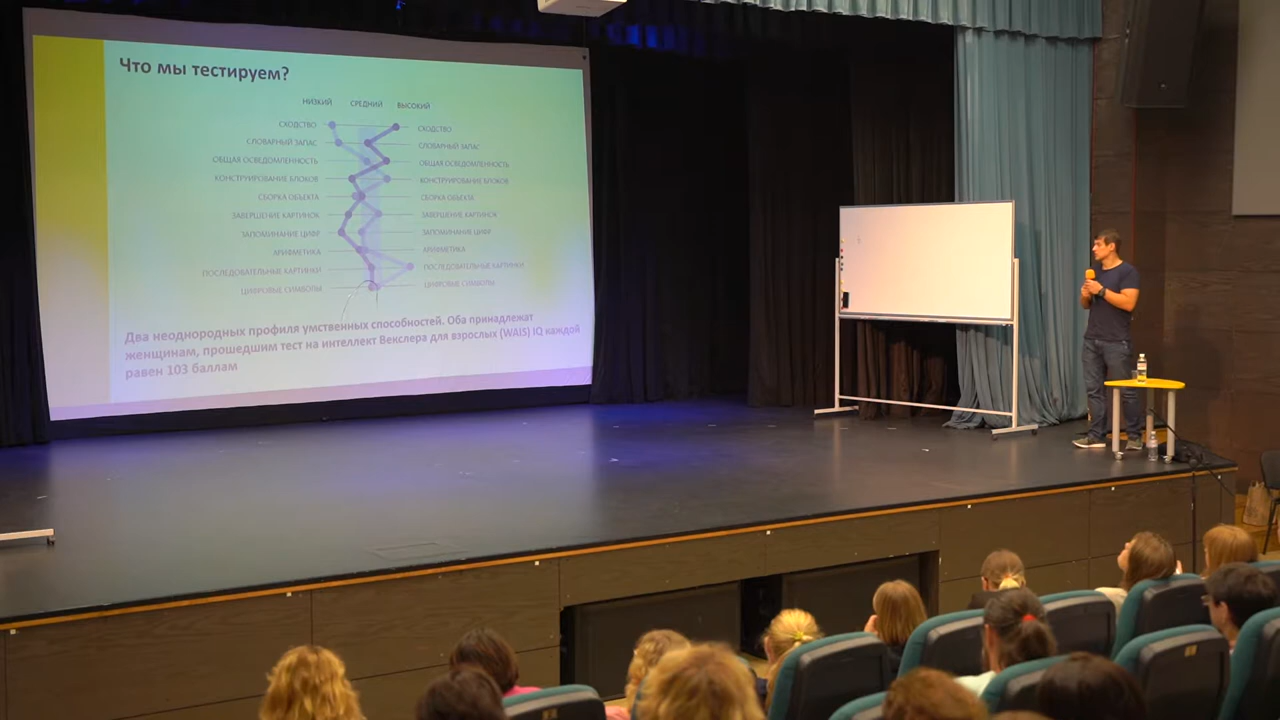 Что мы тестируем?
НИЗКИЙ СРЕДНИЙ ВЫСОКИЙ
СХОДСТВО СХОДСТВО
СЛОВАРНЫЙ ЗАПАС СЛОВАРНЫЙ ЗАПАС
ОБЩАЯ ОСВЕДОМЛЕННОСТЬ ОБЩАЯ ОСВЕДОМЛЕННОСТЬ
КОНСТРУИРОВАНИЕ БЛОКОВ КОНСТРУИРОВАНИЕ БЛОКОВ
СБОРКА ОБЪЕКТА СБОРКА ОБЪЕКТА
ЗАВЕРШЕНИЕ КАРТИНОК ЗАВЕРШЕНИЕ КАРТИНОК
ЗАПОМИНАНИЕ ЦИФР ЗАПОМИНАНИЕ ЦИФР
АРИФМЕТИКА АРИФМЕТИКА
ПОСЛЕДОВАТЕЛЬНЫЕ КАРТИНКИ ПОСЛЕДОВАТЕЛЬНЫЕ КАРТИНКИ
ЦИФРОВЫЕ СИМВОЛЫ ЦИФРОВЫЕ СИМВОЛЫ
Два неоднородных профиля умственных способностей. Оба принадлежат
женщинам, прошедшим тест на интеллект Векслера для взрослых (WAIS) IQ каждой
равен 103 баллам